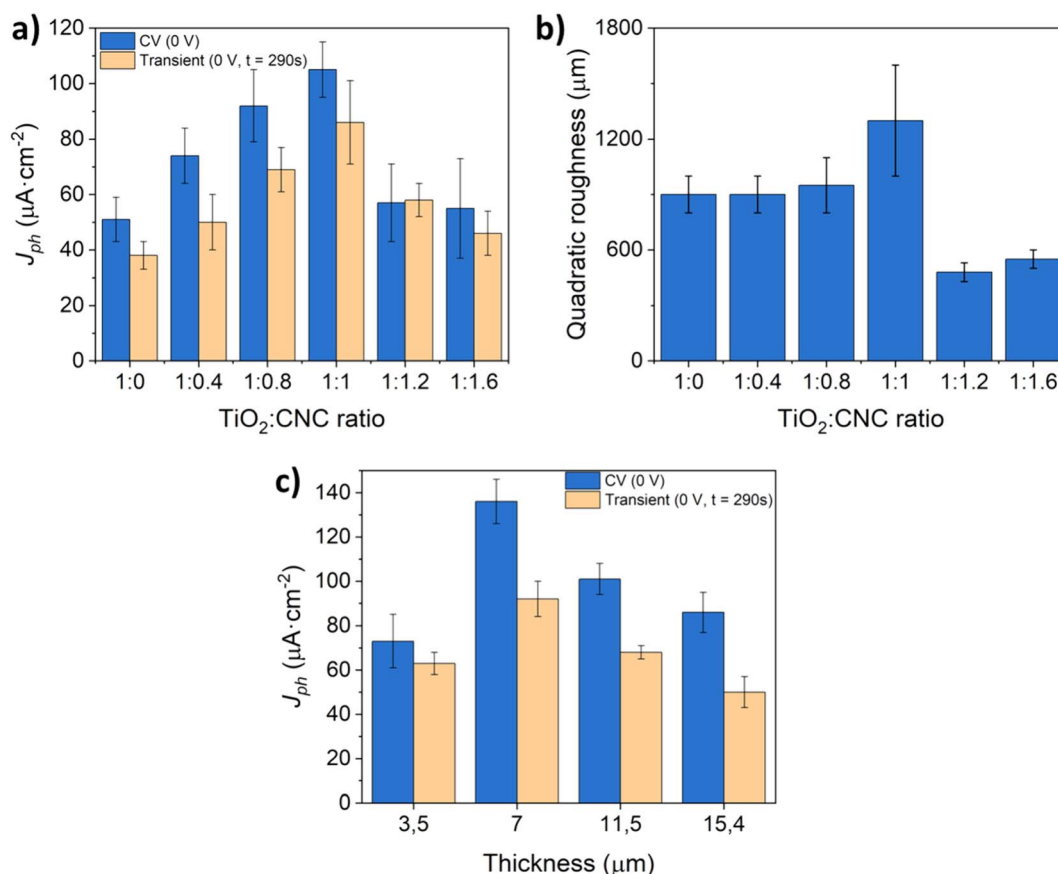 a)
CV (0 V)
Transient (0 V, t = 290s)
120
100
80
60
40
20
0
J_ph (μA·cm⁻²)
1:0 1:0.4 1:0.8 1:1 1:1.2 1:1.6
TiO₂:CNC ratio
b)
1800
1200
600
0
Quadratic roughness (μm)
1:0 1:0.4 1:0.8 1:1 1:1.2 1:1.6
TiO₂:CNC ratio
c)
CV (0 V)
Transient (0 V, t = 290s)
140
120
100
80
60
40
20
0
J_ph (μA·cm⁻²)
3,5 7 11,5 15,4
Thickness (μm)